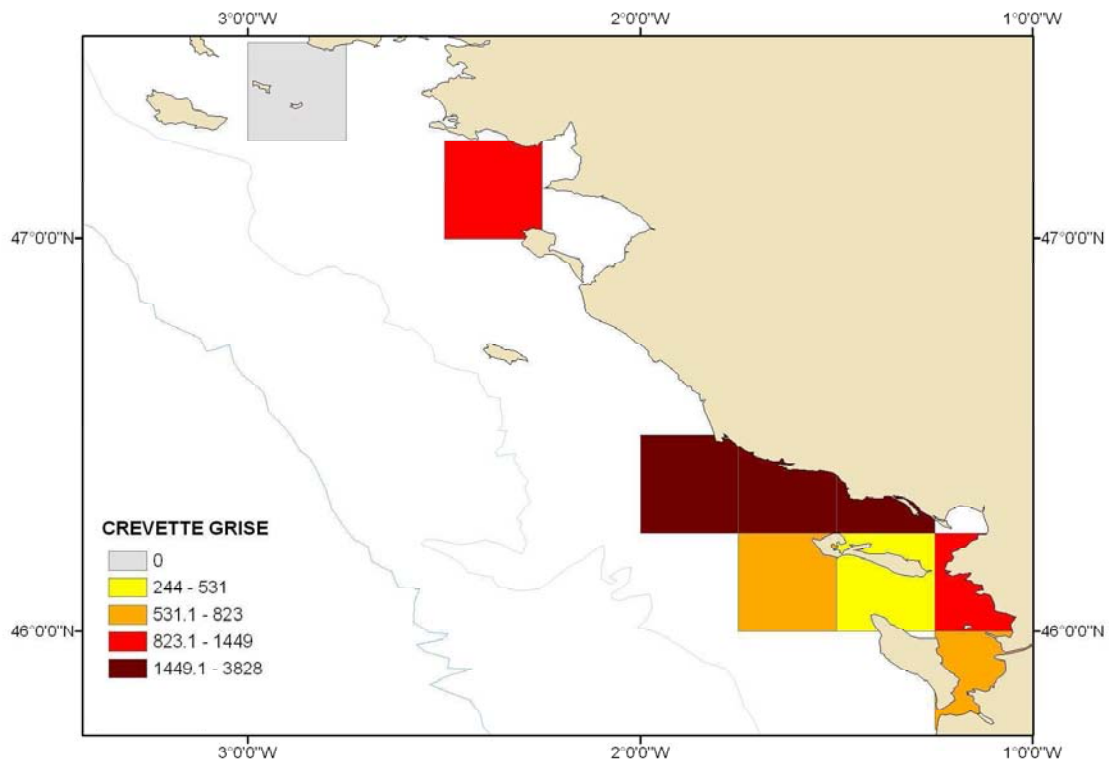 3°0'0"W 2°0'0"W 1°0'0"W
47°0'0"N 47°0'0"N
CREVETTE GRISE
0
244 - 531
531.1 - 823
823.1 - 1449
1449.1 - 3828
46°0'0"N 46°0'0"N
3°0'0"W 2°0'0"W 1°0'0"W